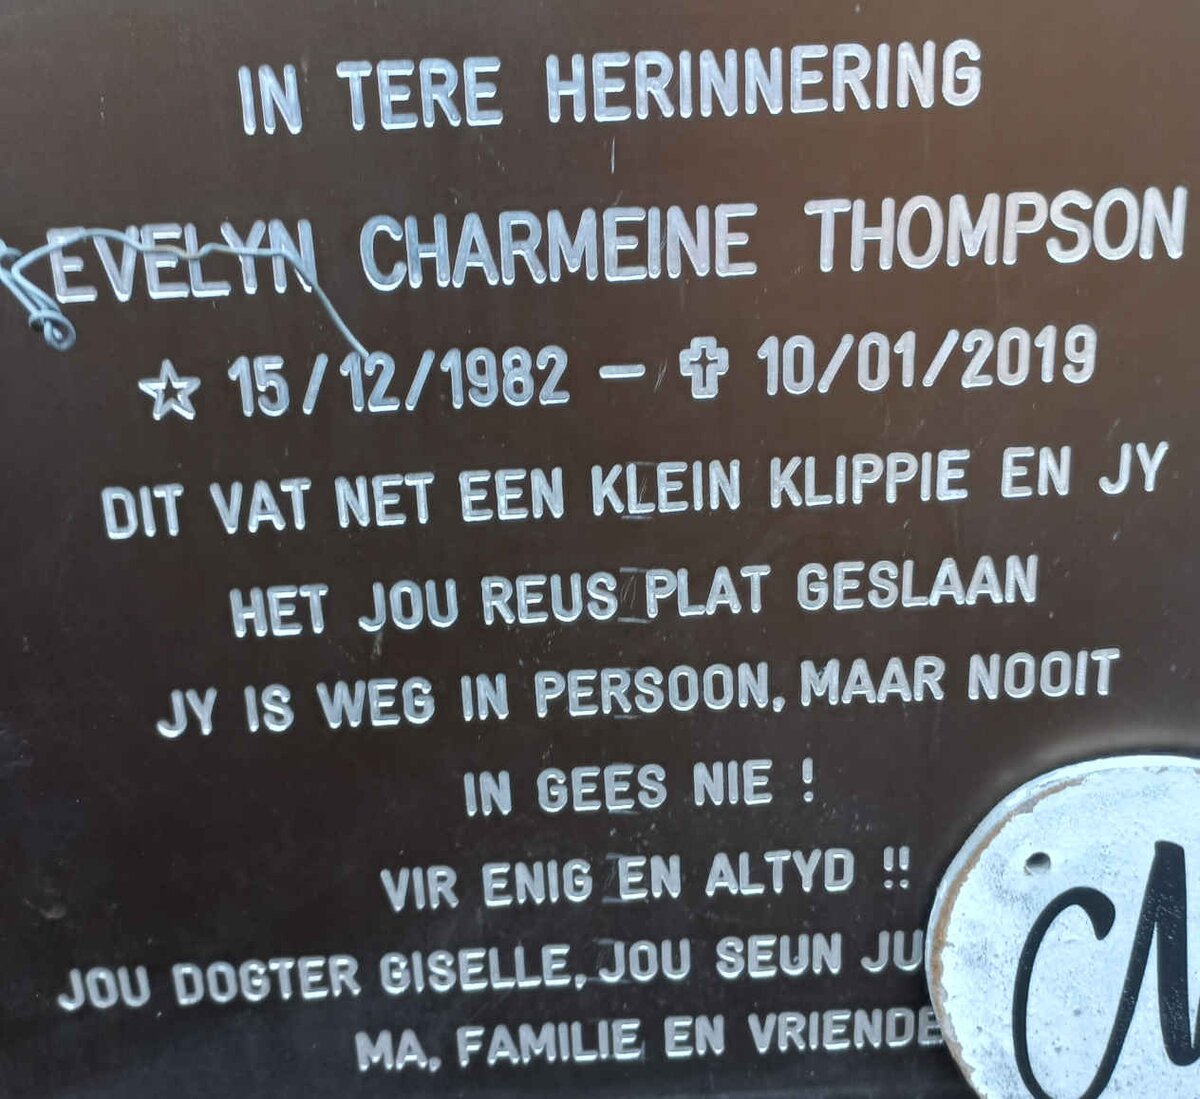 IN TERE HERINNERING
EVELYN CHARMEINE THOMPSON
☆ 15/12/1982 – ✞ 10/01/2019
DIT VAT NET EEN KLEIN KLIPPIE EN JY
HET JOU REUS PLAT GESLAAN
JY IS WEG IN PERSOON, MAAR NOOIT
IN GEES NIE !
VIR ENIG EN ALTYD !!
JOU DOGTER GISELLE, JOU SEUN
MA, FAMILIE EN